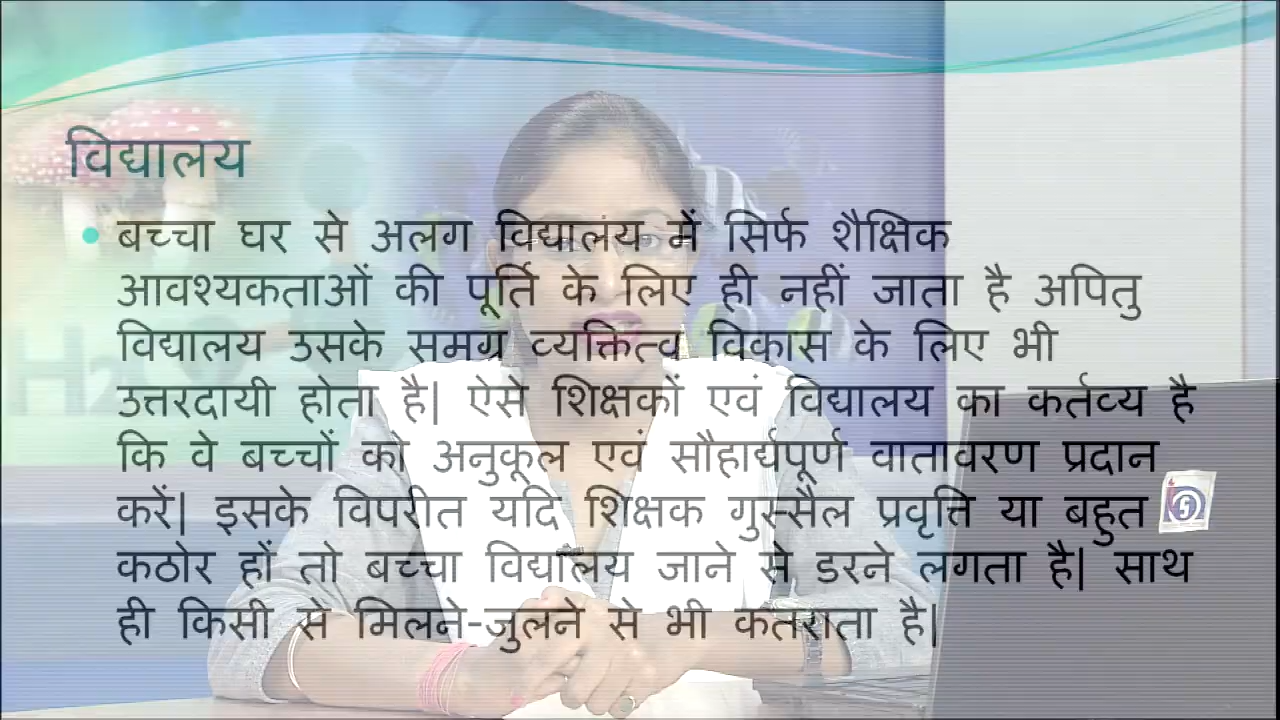 विद्यालय
• बच्चा घर से अलग विद्यालय में सिर्फ शैक्षिक
आवश्यकताओं की पूर्ति के लिए ही नहीं जाता है अपितु
विद्यालय उसके समग्र व्यक्तित्व विकास के लिए भी
उत्तरदायी होता है| ऐसे शिक्षकों एवं विद्यालय का कर्तव्य है
कि वे बच्चों को अनुकूल एवं सौहार्द्यपूर्ण वातावरण प्रदान
करें| इसके विपरीत यदि शिक्षक गुस्सैल प्रवृत्ति या बहुत
कठोर हों तो बच्चा विद्यालय जाने से डरने लगता है| साथ
ही किसी से मिलने-जुलने से भी कतराता है|
H2